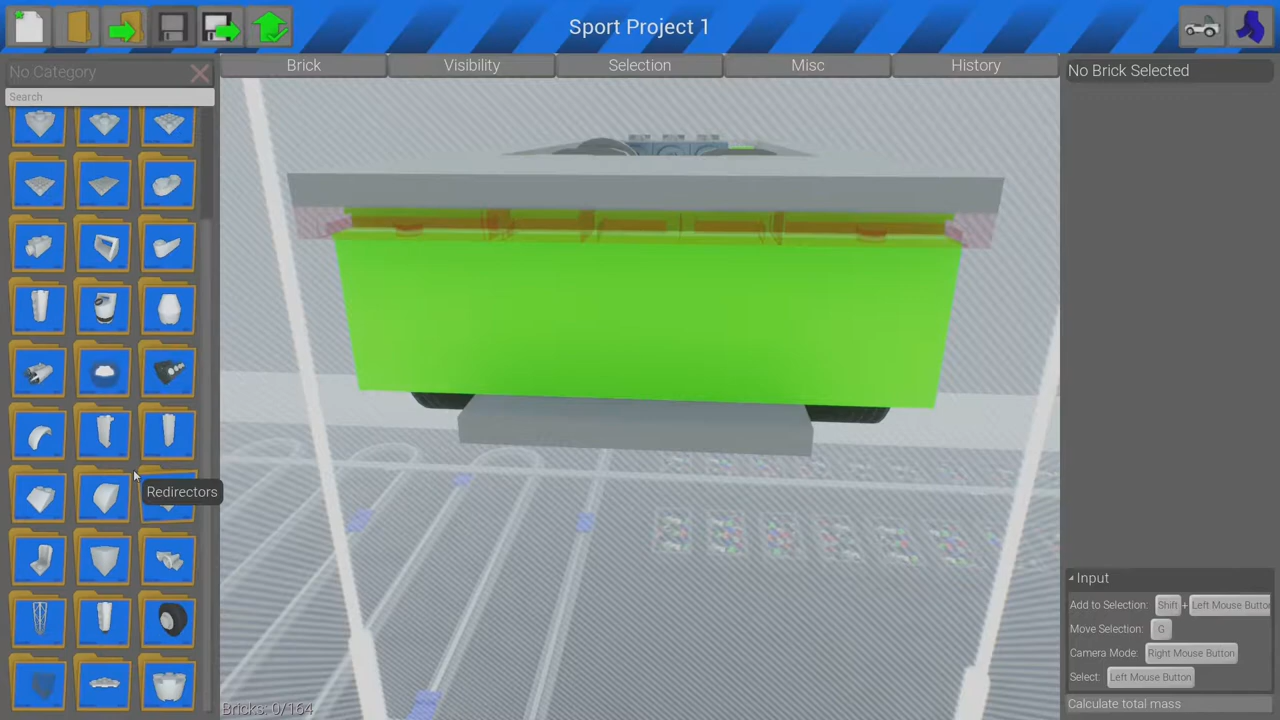 Sport Project 1
No Category
Search
Brick
Visibility
Selection
Misc
History
No Brick Selected
Redirectors
Input
Add to Selection: Shift + Left Mouse Button
Move Selection: G
Camera Mode: Right Mouse Button
Select: Left Mouse Button
Calculate total mass
Bricks: 0/164